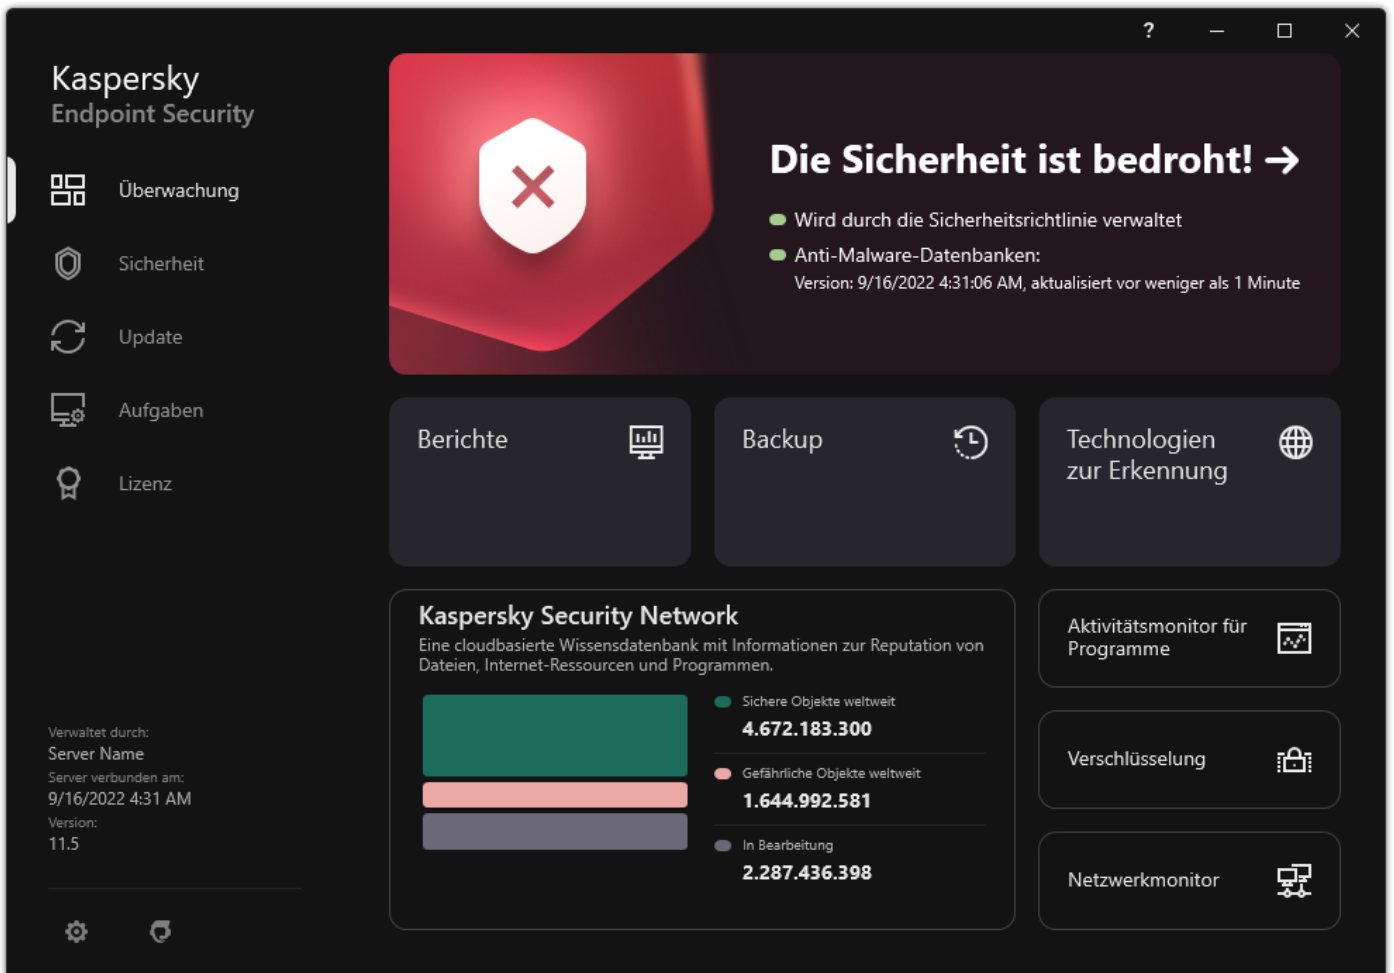 ?
Kaspersky
Endpoint Security
Überwachung
Sicherheit
Update
Aufgaben
Lizenz
Verwaltet durch:
Server Name
Server verbunden am:
9/16/2022 4:31 AM
Version:
11.5
Die Sicherheit ist bedroht! →
Wird durch die Sicherheitsrichtlinie verwaltet
Anti-Malware-Datenbanken:
Version: 9/16/2022 4:31:06 AM, aktualisiert vor weniger als 1 Minute
Berichte
Backup
Technologien
zur Erkennung
Kaspersky Security Network
Eine cloudbasierte Wissensdatenbank mit Informationen zur Reputation von
Dateien, Internet-Ressourcen und Programmen.
Sichere Objekte weltweit
4.672.183.300
Gefährliche Objekte weltweit
1.644.992.581
In Bearbeitung
2.287.436.398
Aktivitätsmonitor für
Programme
Verschlüsselung
Netzwerkmonitor